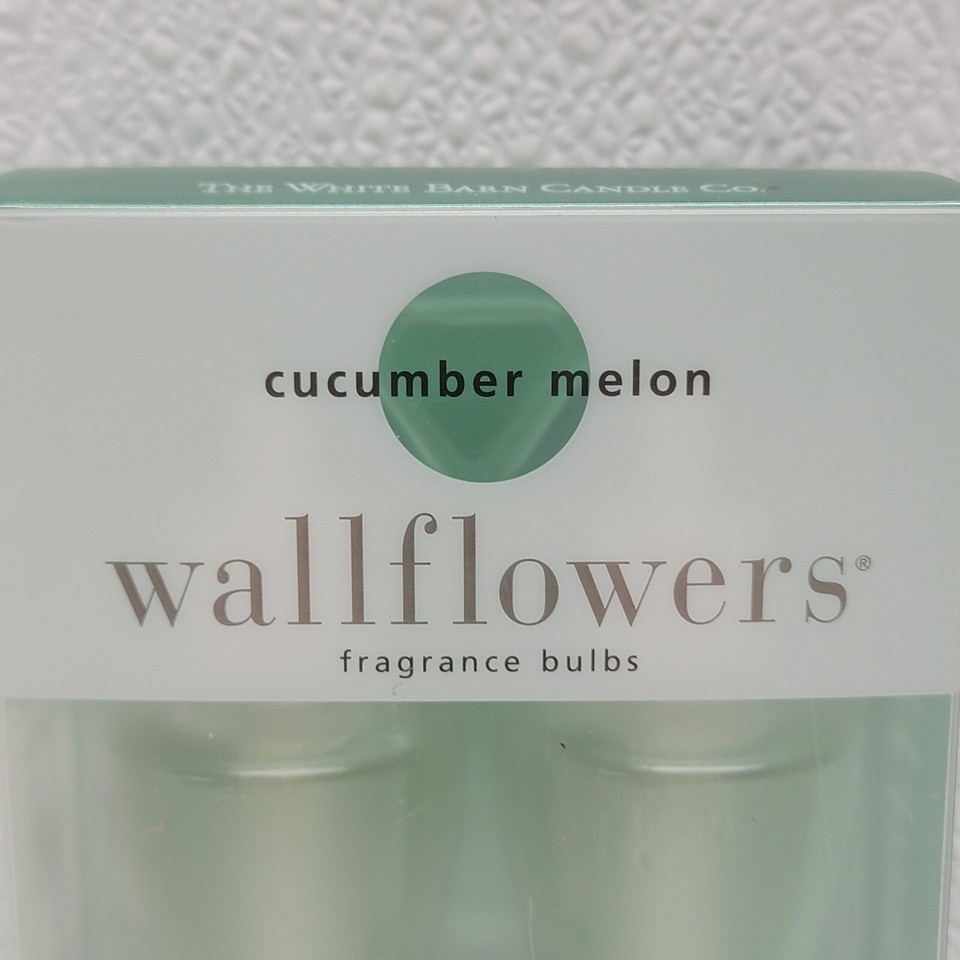 THE WHITE BARN CANDLE CO.®
cucumber melon
wallflowers®
fragrance bulbs